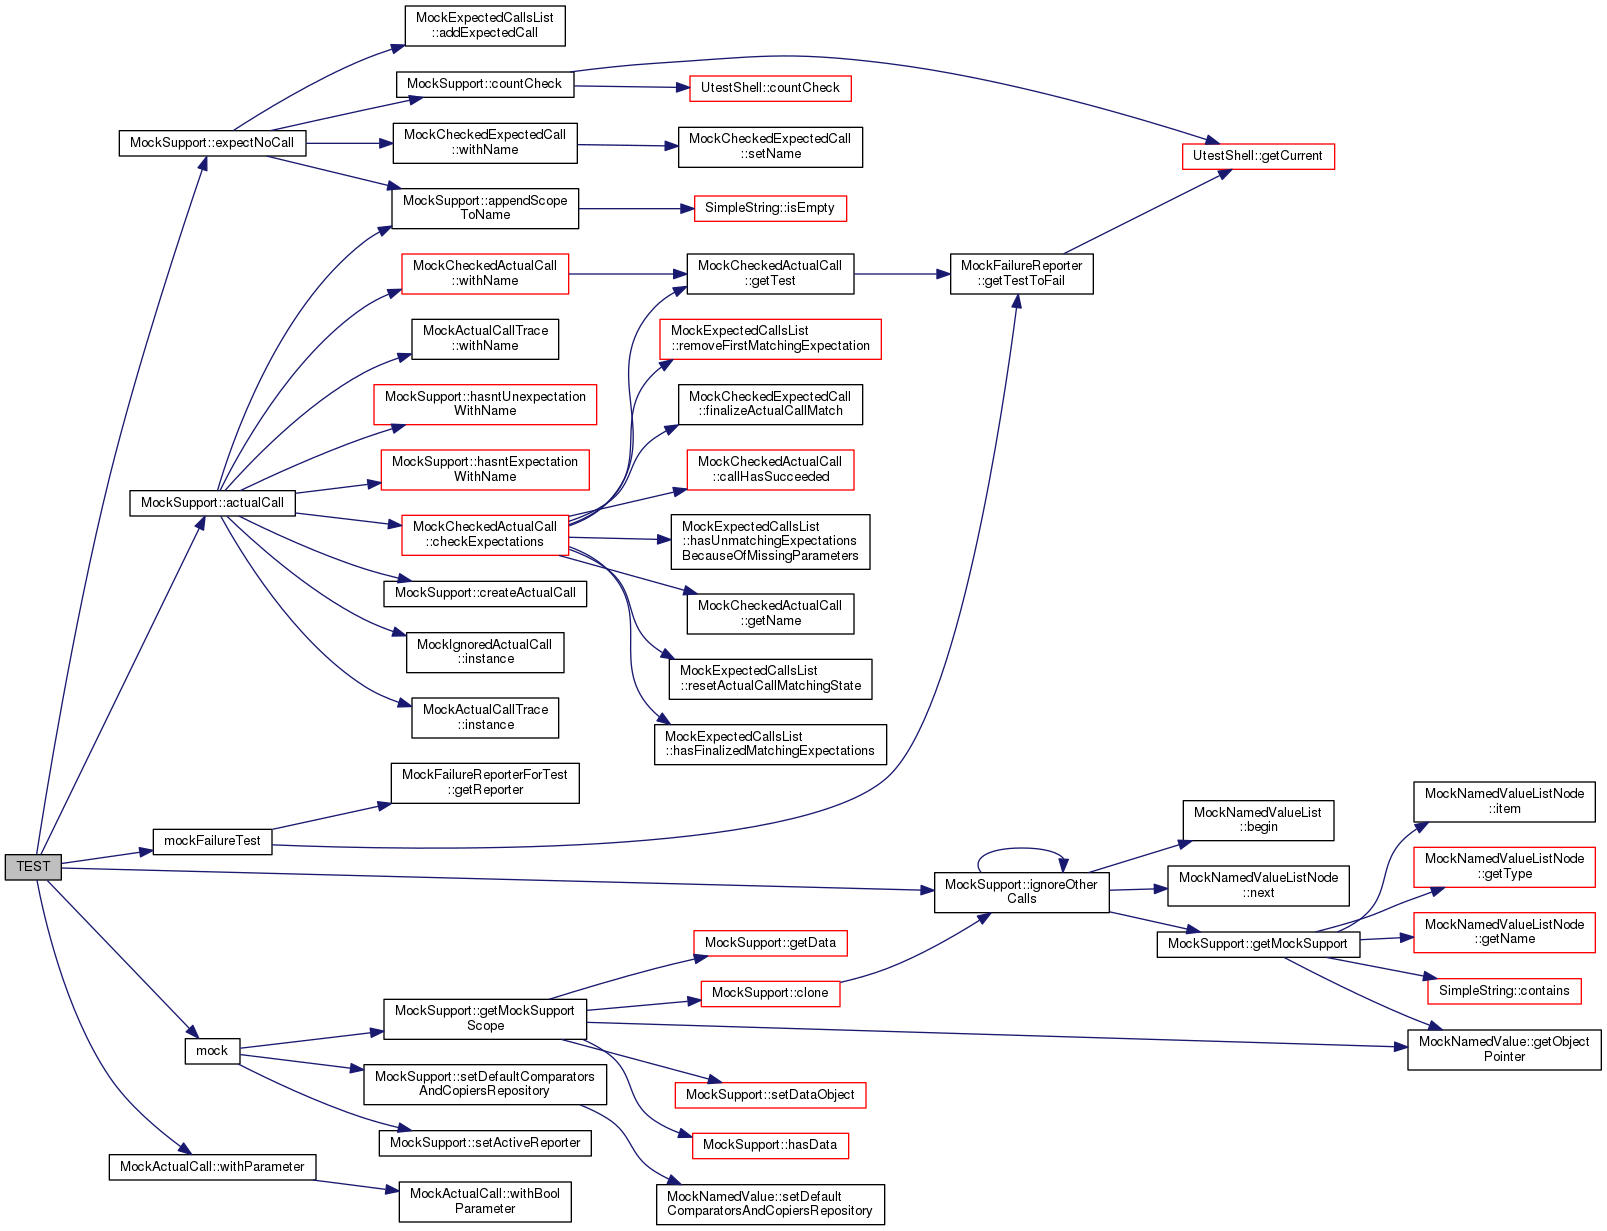 MockExpectedCallsList
::addExpectedCall
MockSupport::countCheck
UtestShell::countCheck
MockSupport::expectNoCall
MockCheckedExpectedCall
::withName
MockCheckedExpectedCall
::setName
UtestShell::getCurrent
MockSupport::appendScope
ToName
SimpleString::isEmpty
MockCheckedActualCall
::withName
MockCheckedActualCall
::getTest
MockFailureReporter
::getTestToFail
MockActualCallTrace
::withName
MockExpectedCallsList
::removeFirstMatchingExpectation
MockSupport::hasntUnexpectation
WithName
MockCheckedExpectedCall
::finalizeActualCallMatch
MockSupport::hasntExpectation
WithName
MockCheckedActualCall
::callHasSucceeded
MockSupport::actualCall
MockCheckedActualCall
::checkExpectations
MockExpectedCallsList
::hasUnmatchingExpectations
BecauseOfMissingParameters
MockSupport::createActualCall
MockCheckedActualCall
::getName
MockIgnoredActualCall
::instance
MockExpectedCallsList
::resetActualCallMatchingState
MockActualCallTrace
::instance
MockExpectedCallsList
::hasFinalizedMatchingExpectations
MockFailureReporterForTest
::getReporter
mockFailureTest
MockNamedValueListNode
::item
MockNamedValueList
::begin
TEST
MockNamedValueListNode
::getType
MockSupport::ignoreOther
Calls
MockNamedValueListNode
::next
MockNamedValueListNode
::getName
MockSupport::getMockSupport
MockSupport::getData
MockSupport::clone
SimpleString::contains
MockSupport::getMockSupport
Scope
MockNamedValue::getObject
Pointer
mock
MockSupport::setDefaultComparators
AndCopiersRepository
MockSupport::setDataObject
MockSupport::setActiveReporter
MockSupport::hasData
MockActualCall::withParameter
MockActualCall::withBool
Parameter
MockNamedValue::setDefault
ComparatorsAndCopiersRepository